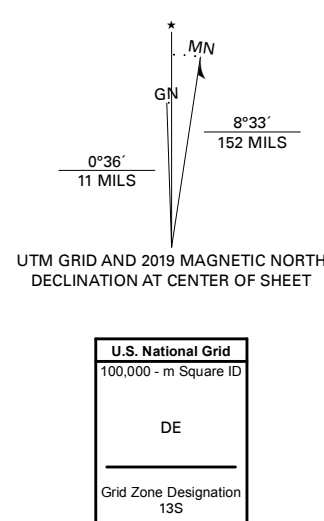 ★
MN
GN
8°33´
152 MILS
0°36´
11 MILS
UTM GRID AND 2019 MAGNETIC NORTH
DECLINATION AT CENTER OF SHEET
U.S. National Grid
100,000 - m Square ID
DE
Grid Zone Designation
13S